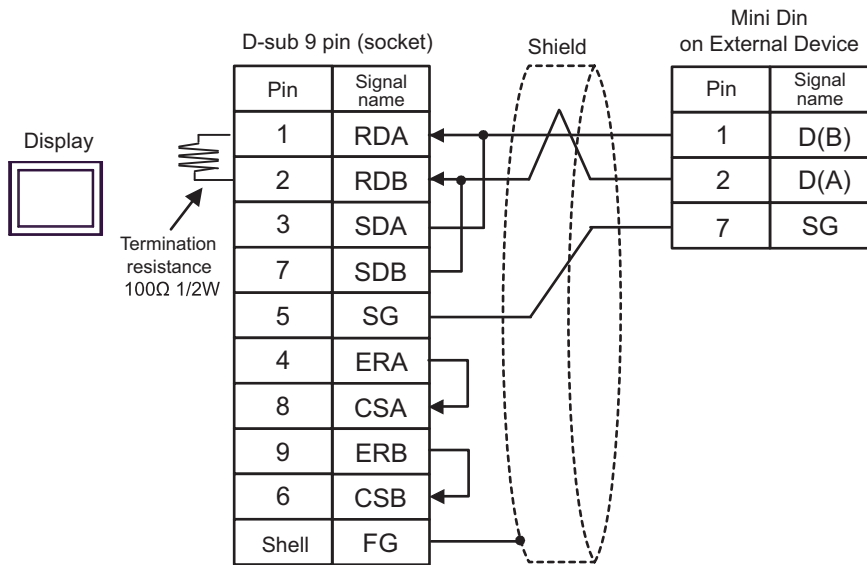 D-sub 9 pin (socket)
Shield
Mini Din
on External Device
Display
Termination
resistance
100Ω 1/2W
Pin Signal name
1 RDA
2 RDB
3 SDA
7 SDB
5 SG
4 ERA
8 CSA
9 ERB
6 CSB
Shell FG
Pin Signal name
1 D(B)
2 D(A)
7 SG